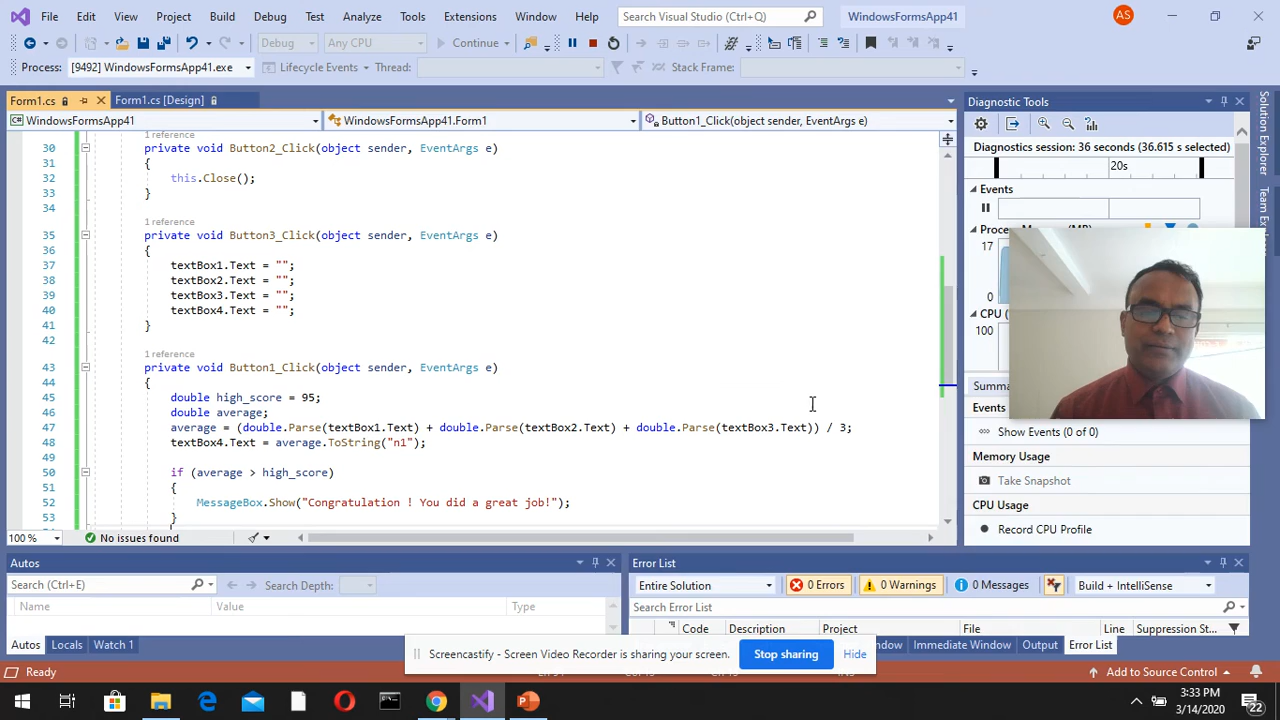 File Edit View Project Build Debug Test Analyze Tools Extensions Window Help Search Visual Studio (Ctrl+Q) WindowsFormsApp41 AS
Debug Any CPU Continue
Process: [9492] WindowsFormsApp41.exe Lifecycle Events Thread: Stack Frame:
Form1.cs Form1.cs [Design]
WindowsFormsApp41 WindowsFormsApp41.Form1 Button1_Click(object sender, EventArgs e)
1 reference
30 private void Button2_Click(object sender, EventArgs e)
31 {
32 this.Close();
33 }
34
1 reference
35 private void Button3_Click(object sender, EventArgs e)
36 {
37 textBox1.Text = "";
38 textBox2.Text = "";
39 textBox3.Text = "";
40 textBox4.Text = "";
41 }
42
1 reference
43 private void Button1_Click(object sender, EventArgs e)
44 {
45 double high_score = 95;
46 double average;
47 average = (double.Parse(textBox1.Text) + double.Parse(textBox2.Text) + double.Parse(textBox3.Text)) / 3;
48 textBox4.Text = average.ToString("n1");
49
50 if (average > high_score)
51 {
52 MessageBox.Show("Congratulation ! You did a great job!");
53 }
100 % No issues found
Diagnostic Tools
Diagnostics session: 36 seconds (36.615 s selected)
20s
Events
17
0
CPU (
100
Events
Show Events (0 of 0)
Memory Usage
Take Snapshot
CPU Usage
Record CPU Profile
Solution Explorer
Autos
Search (Ctrl+E) Search Depth:
Name Value Type
Autos Locals Watch 1
Error List
Entire Solution 0 Errors 0 Warnings 0 Messages Build + IntelliSense
Search Error List
Code Description Project File Line Suppression St...
Immediate Window Output Error List
Screencastify - Screen Video Recorder is sharing your screen. Stop sharing Hide
Ready Add to Source Control
3:33 PM
3/14/2020
22